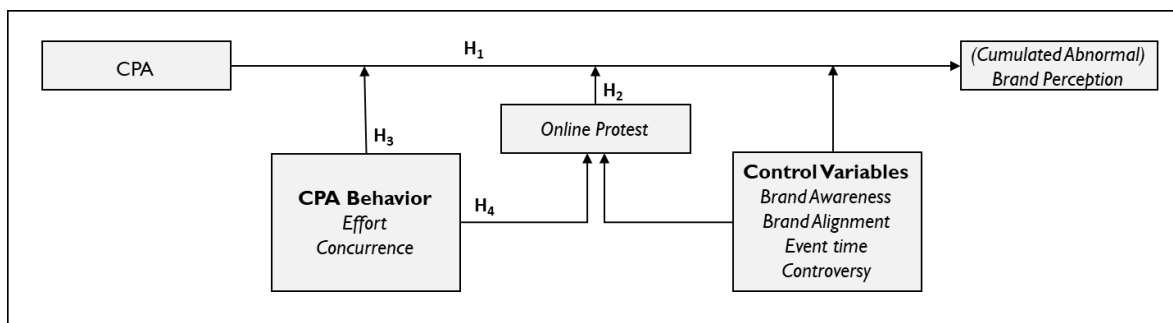 H1
CPA
(Cumulated Abnormal)
Brand Perception
H2
Online Protest
H3
CPA Behavior
Effort
Concurrence
H4
Control Variables
Brand Awareness
Brand Alignment
Event time
Controversy